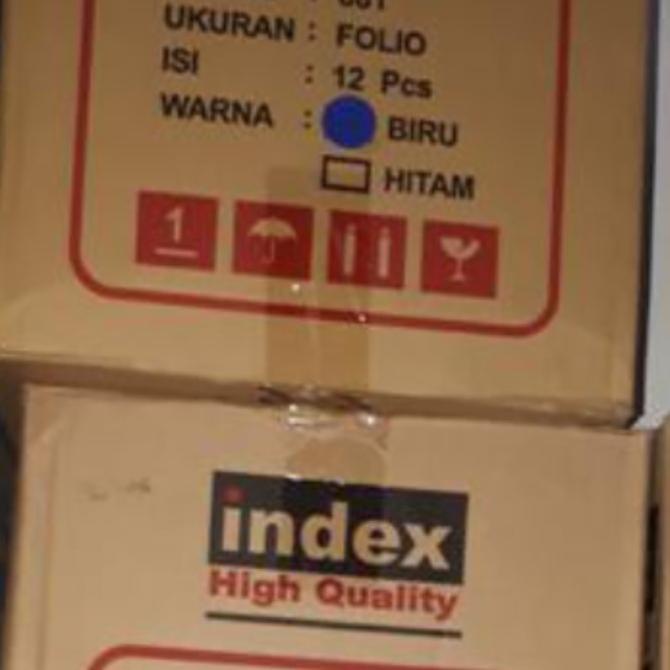 UKURAN : FOLIO
ISI : 12 Pcs
WARNA : BIRU
HITAM
1
index
High Quality